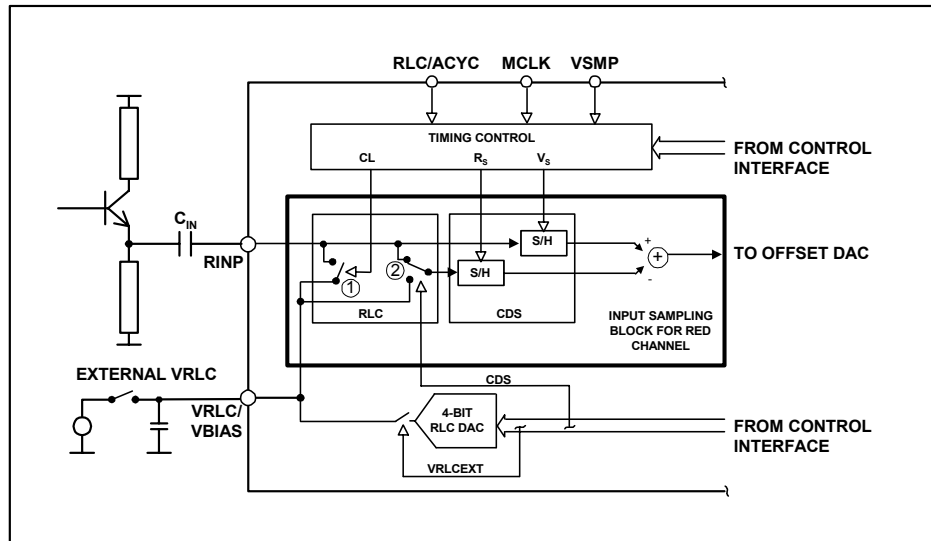 RLC/ACYC MCLK VSMP
TIMING CONTROL
CL RS VS
FROM CONTROL
INTERFACE
CIN
RINP
S/H
+
2
S/H
+
TO OFFSET DAC
1
-
RLC
CDS
INPUT SAMPLING
BLOCK FOR RED
CHANNEL
EXTERNAL VRLC
CDS
VRLC/
VBIAS
4-BIT
RLC DAC
FROM CONTROL
INTERFACE
VRLCEXT